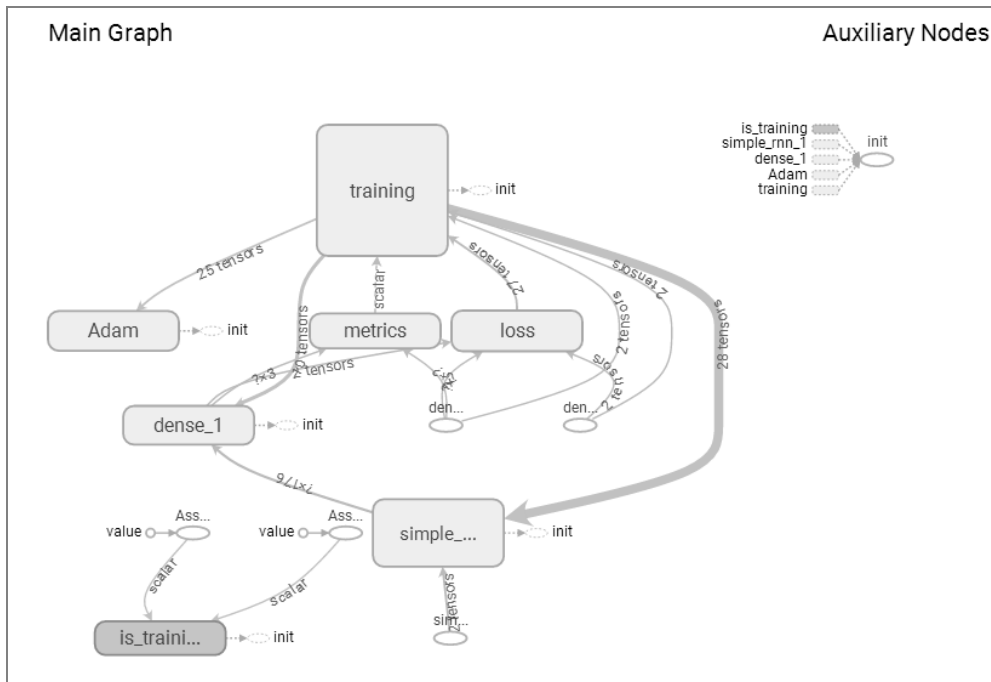 Main Graph
Auxiliary Nodes
is_training
simple_rnn_1
dense_1
Adam
training
init
training
init
25 tensors
scalar
27 tensors
2 tensors
2 tensors
28 tensors
Adam
init
metrics
loss
?×3
2 tensors
2 tensors
den...
den...
dense_1
init
?×176
Ass...
Ass...
value
value
simple_...
init
scalar
scalar
2 tensors
sim...
is_traini...
init